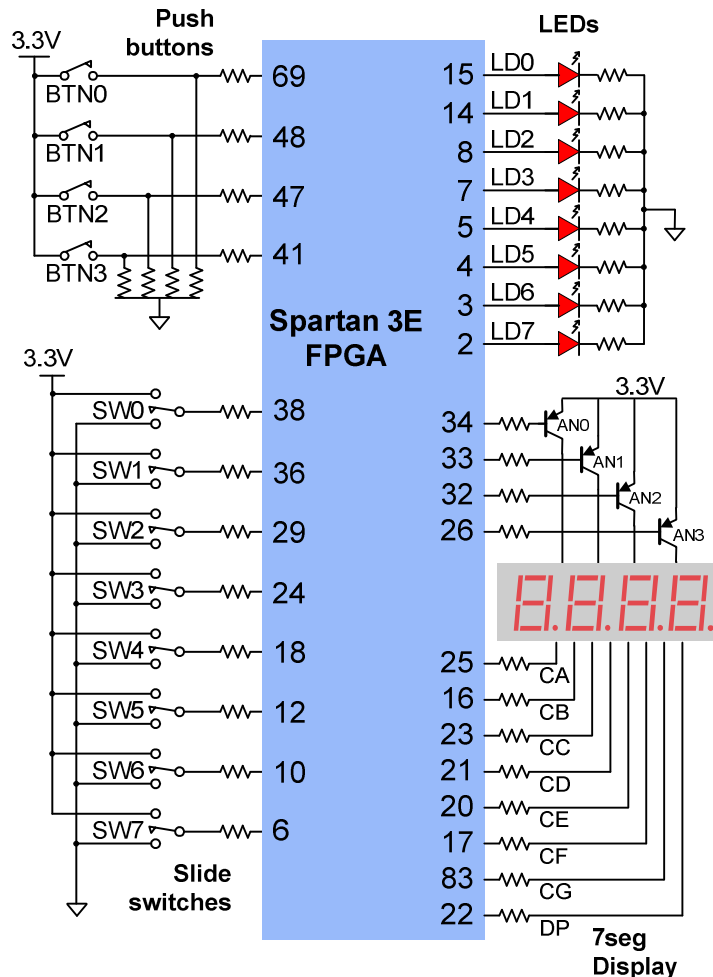 Push
buttons
3.3V
BTN0
BTN1
BTN2
BTN3
69
48
47
41
LEDs
15 LD0
14 LD1
8 LD2
7 LD3
5 LD4
4 LD5
3 LD6
2 LD7
Spartan 3E
FPGA
3.3V
SW0 38
SW1 36
SW2 29
SW3 24
SW4 18
SW5 12
SW6 10
SW7 6
Slide
switches
3.3V
34 AN0
33 AN1
32 AN2
26 AN3
25 CA
16 CB
23 CC
21 CD
20 CE
17 CF
83 CG
22 DP
7seg
Display